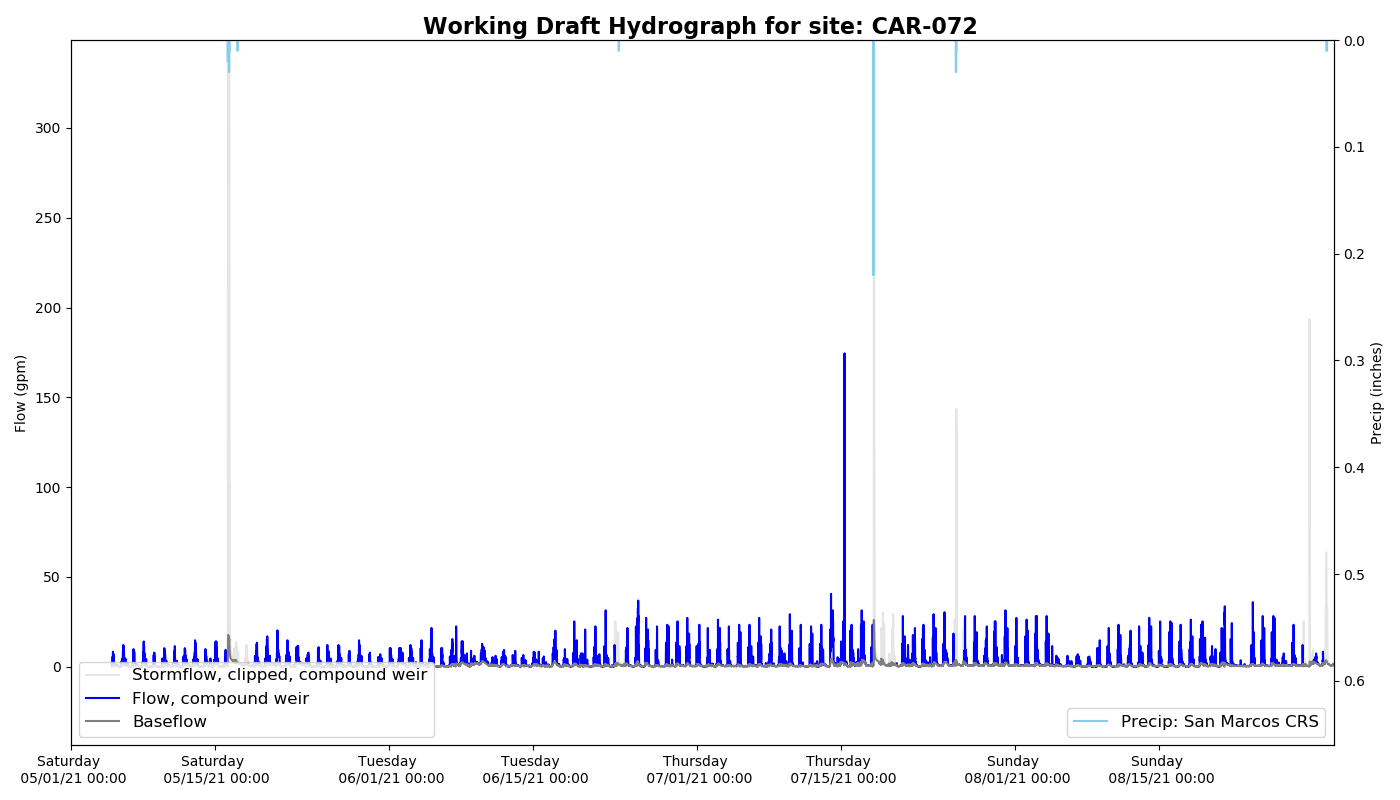 Working Draft Hydrograph for site: CAR-072
0.0
300
0.1
250
0.2
200
0.3
Flow (gpm)
Precip (inches)
150
0.4
100
0.5
50
0
0.6
Stormflow, clipped, compound weir
Flow, compound weir
Baseflow
Precip: San Marcos CRS
Saturday
05/01/21 00:00
Saturday
05/15/21 00:00
Tuesday
06/01/21 00:00
Tuesday
06/15/21 00:00
Thursday
07/01/21 00:00
Thursday
07/15/21 00:00
Sunday
08/01/21 00:00
Sunday
08/15/21 00:00